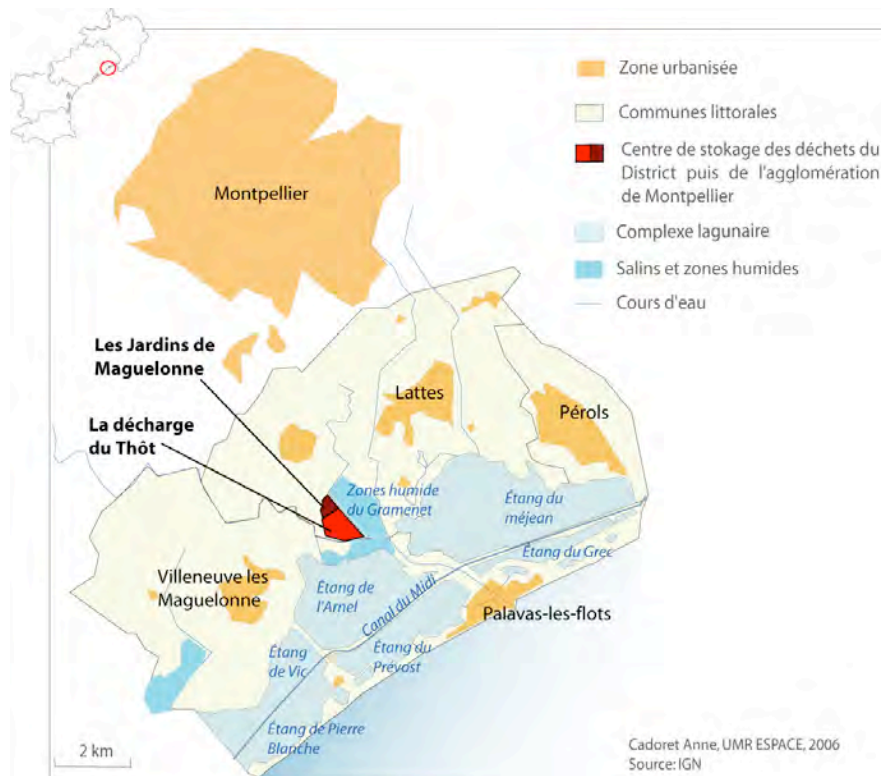 Zone urbanisée
Communes littorales
Centre de stokage des déchets du
District puis de l'agglomération
de Montpellier
Complexe lagunaire
Salins et zones humides
Cours d'eau
Montpellier
Les Jardins de
Maguelonne
La décharge
du Thôt
Lattes
Pérols
Zones humide
du Gramenet
Étang du
méjean
Étang du Grec
Villeneuve les
Maguelonne
Étang de
l'Arnel
Canal du Midi
Palavas-les-flots
Étang
de Vic
Étang du
Prévost
Étang de Pierre
Blanche
2 km
Cadoret Anne, UMR ESPACE, 2006
Source: IGN